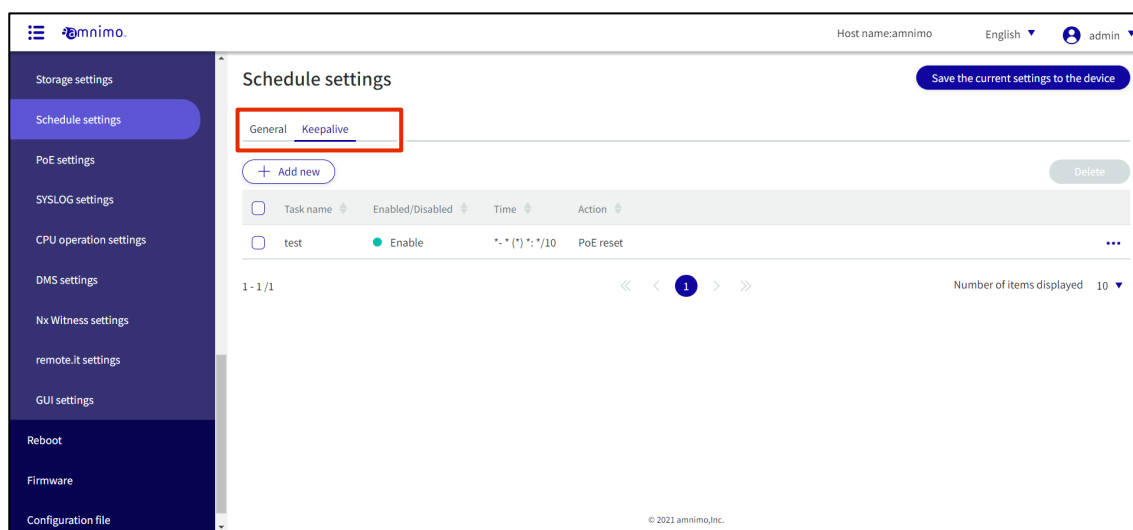 amnimo
Host name:amnimo
English
admin
Storage settings
Schedule settings
PoE settings
SYSLOG settings
CPU operation settings
DMS settings
Nx Witness settings
remote.it settings
GUI settings
Reboot
Firmware
Configuration file
Schedule settings
Save the current settings to the device
General Keepalive
+ Add new
Delete
Task name Enabled/Disabled Time Action
test Enable *- * (*) *: */10 PoE reset
1 - 1 /1
1
Number of items displayed 10
© 2021 amnimo,Inc.